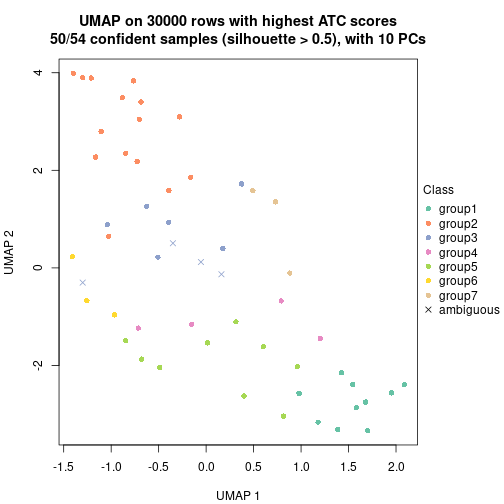 UMAP on 30000 rows with highest ATC scores
50/54 confident samples (silhouette > 0.5), with 10 PCs
4
2
0
-2
UMAP 2
-1.5 -1.0 -0.5 0.0 0.5 1.0 1.5 2.0
UMAP 1
Class
group1
group2
group3
group4
group5
group6
group7
ambiguous